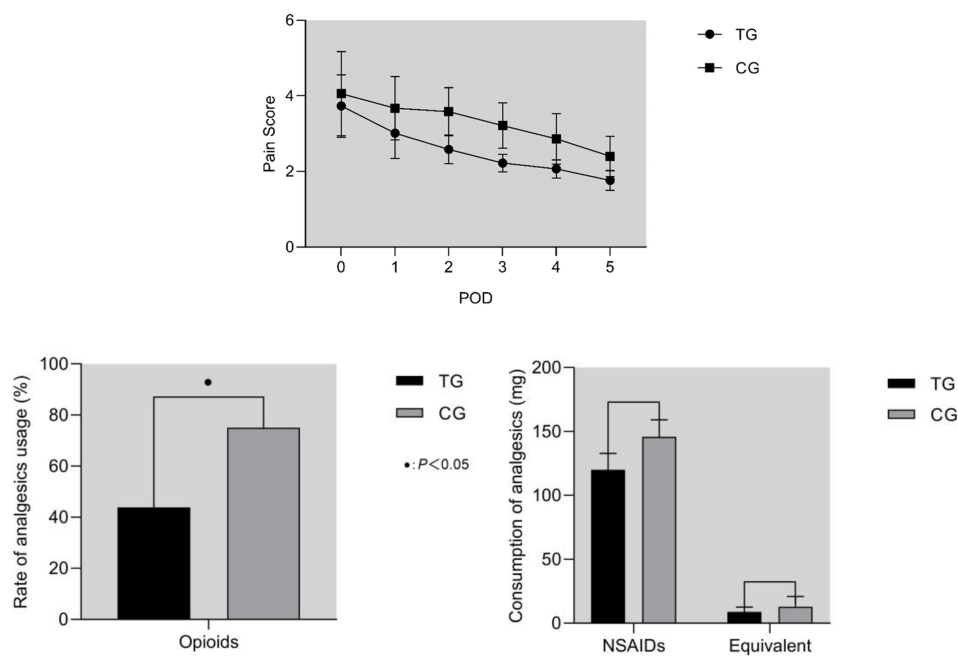 6
4
2
0
Pain Score
0 1 2 3 4 5
POD
TG
CG
100
80
60
40
20
0
Rate of analgesics usage (%)
Opioids
TG
CG
•: P<0.05
200
150
100
50
0
Consumption of analgesics (mg)
NSAIDs Equivalent
TG
CG